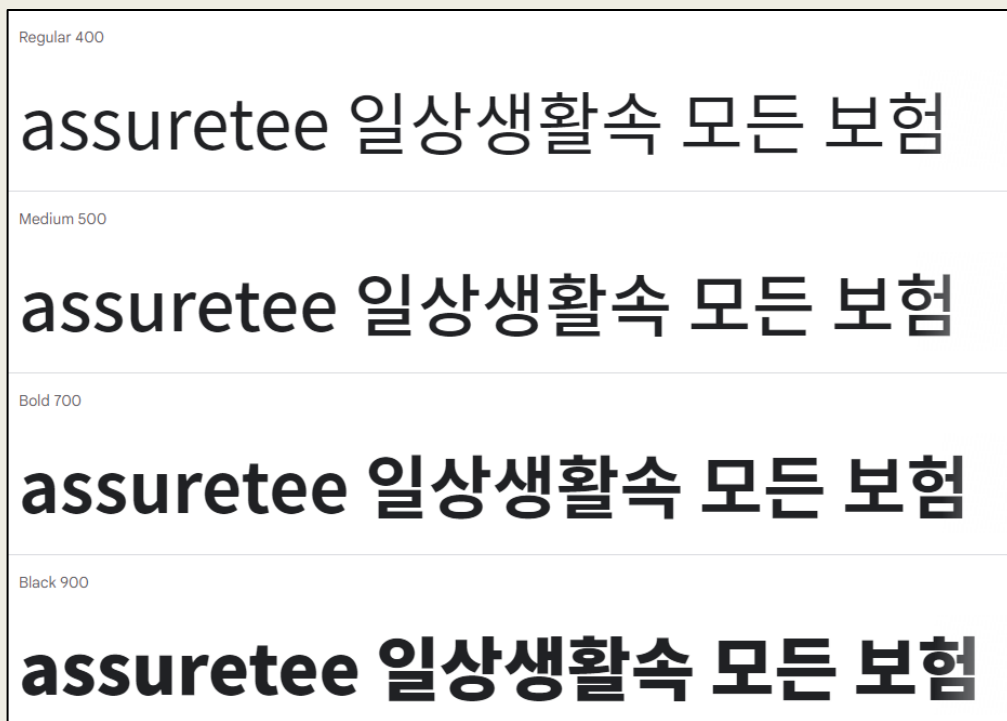 Regular 400
assuretee 일상생활속 모든 보험
Medium 500
assuretee 일상생활속 모든 보험
Bold 700
assuretee 일상생활속 모든 보험
Black 900
assuretee 일상생활속 모든 보험